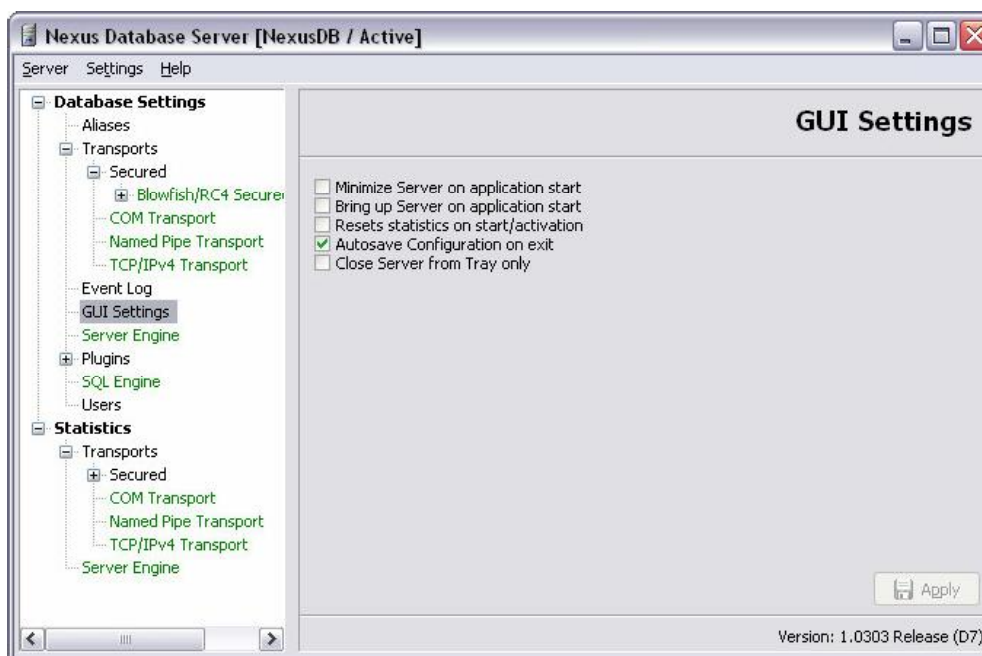 Nexus Database Server [NexusDB / Active]
Server Settings Help
Database Settings
Aliases
Transports
Secured
Blowfish/RC4 Secure
COM Transport
Named Pipe Transport
TCP/IPv4 Transport
Event Log
GUI Settings
Server Engine
Plugins
SQL Engine
Users
Statistics
Transports
Secured
COM Transport
Named Pipe Transport
TCP/IPv4 Transport
Server Engine
GUI Settings
Minimize Server on application start
Bring up Server on application start
Resets statistics on start/activation
Autosave Configuration on exit
Close Server from Tray only
Apply
Version: 1.0303 Release (D7)